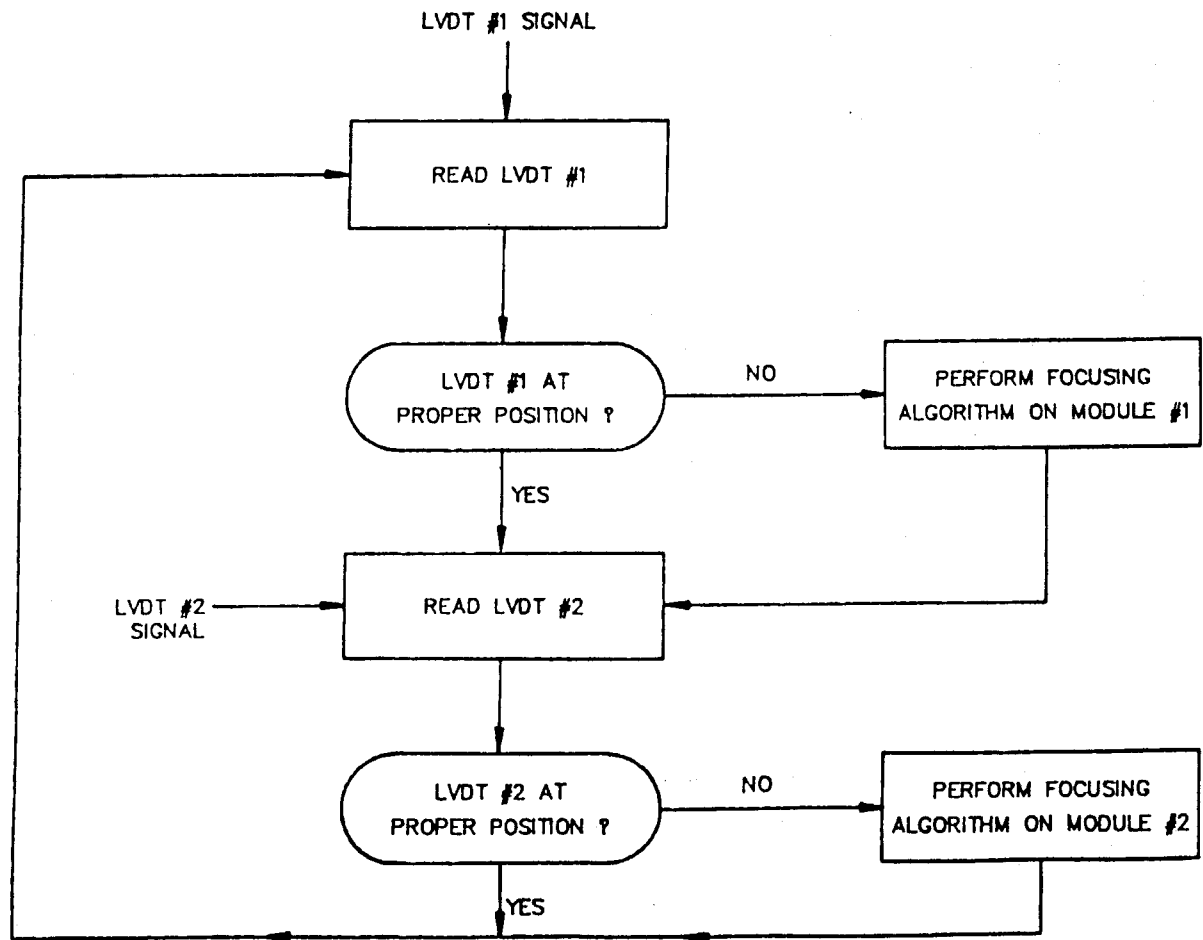 LVDT #1 SIGNAL
READ LVDT #1
LVDT #1 AT
PROPER POSITION ?
NO
PERFORM FOCUSING
ALGORITHM ON MODULE #1
YES
LVDT #2
SIGNAL
READ LVDT #2
LVDT #2 AT
PROPER POSITION ?
NO
PERFORM FOCUSING
ALGORITHM ON MODULE #2
YES